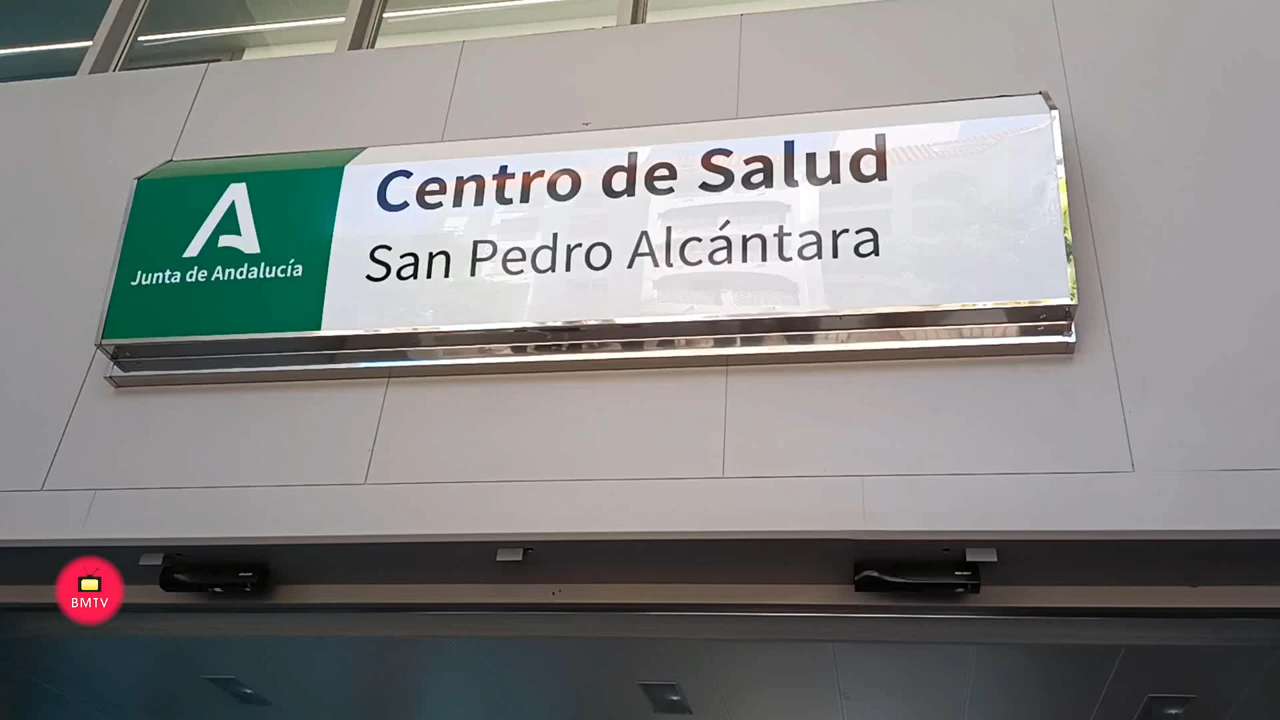 Centro de Salud
San Pedro Alcántara
Junta de Andalucía
BMTV